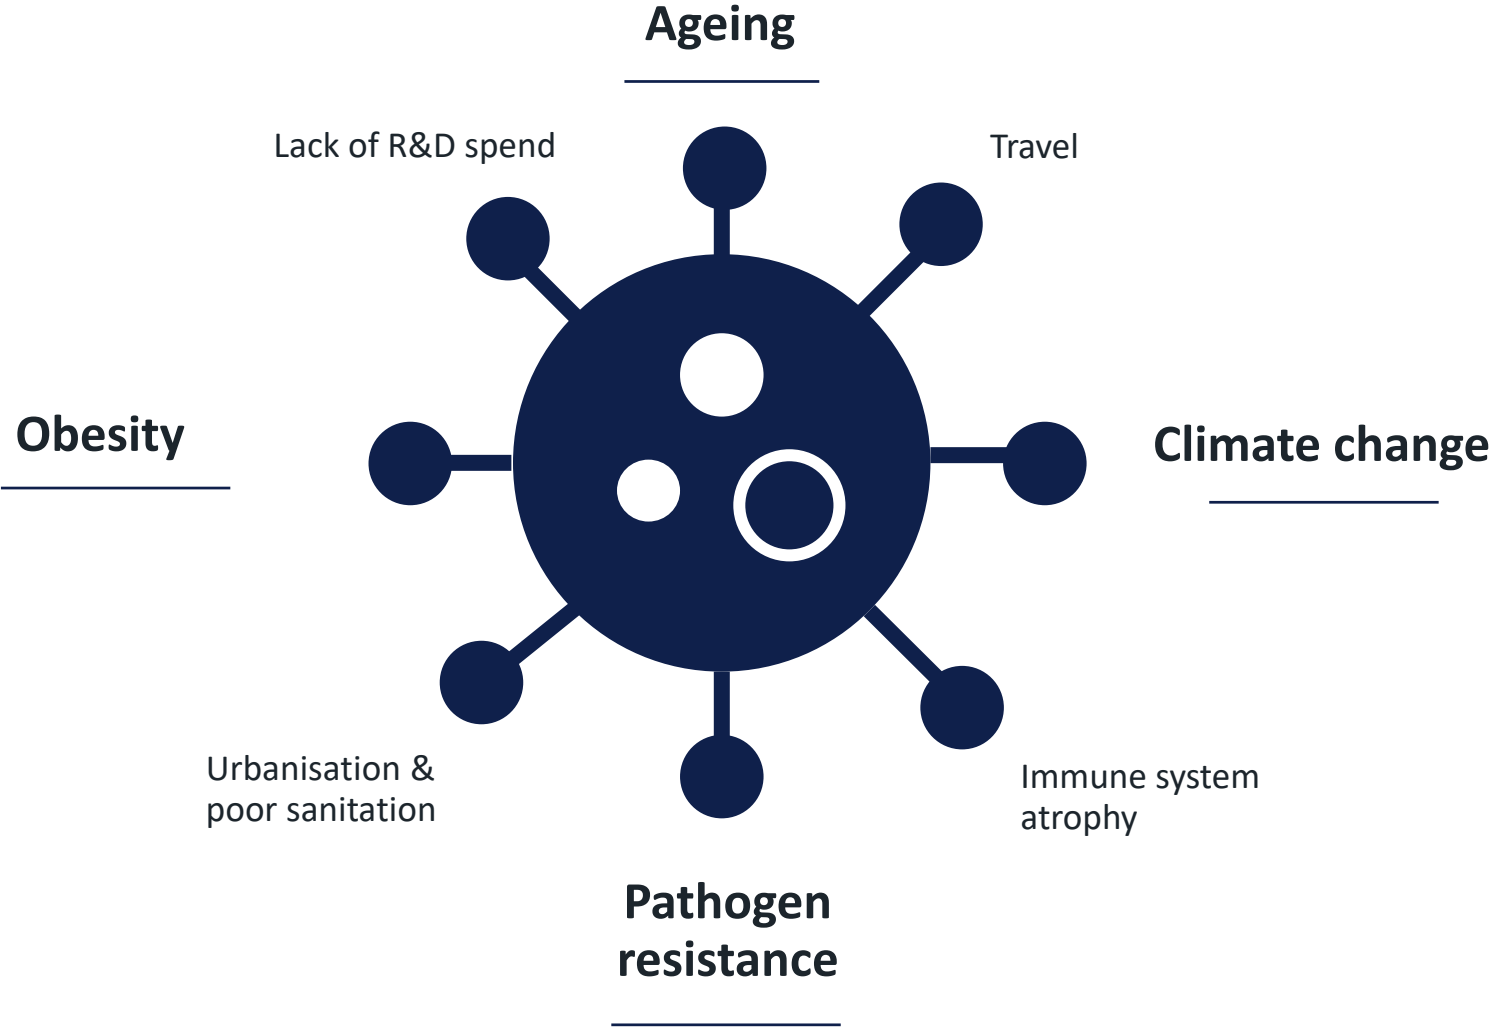 Ageing
Lack of R&D spend
Travel
Obesity
Climate change
Urbanisation &
poor sanitation
Immune system
atrophy
Pathogen
resistance